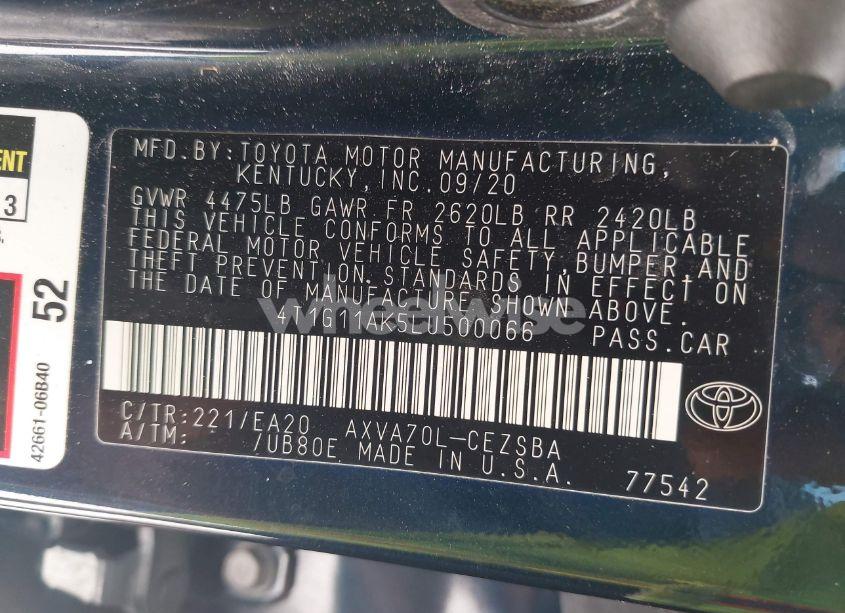 MFD.BY:TOYOTA MOTOR MANUFACTURING,
KENTUCKY, INC. 09/20
GVWR 4475LB GAWR FR 2620LB RR 2420LB
THIS VEHICLE CONFORMS TO ALL APPLICABLE
FEDERAL MOTOR VEHICLE SAFETY, BUMPER, AND
THEFT PREVENTION STANDARDS IN EFFECT ON
THE DATE OF MANUFACTURE SHOWN ABOVE.
PASS.CAR
wheelwise
C/TR:221/EA20 AXVA70L-CEZSBA
A/TM: /UB80E MADE IN U.S.A.
77542
3
52
42661-06B40